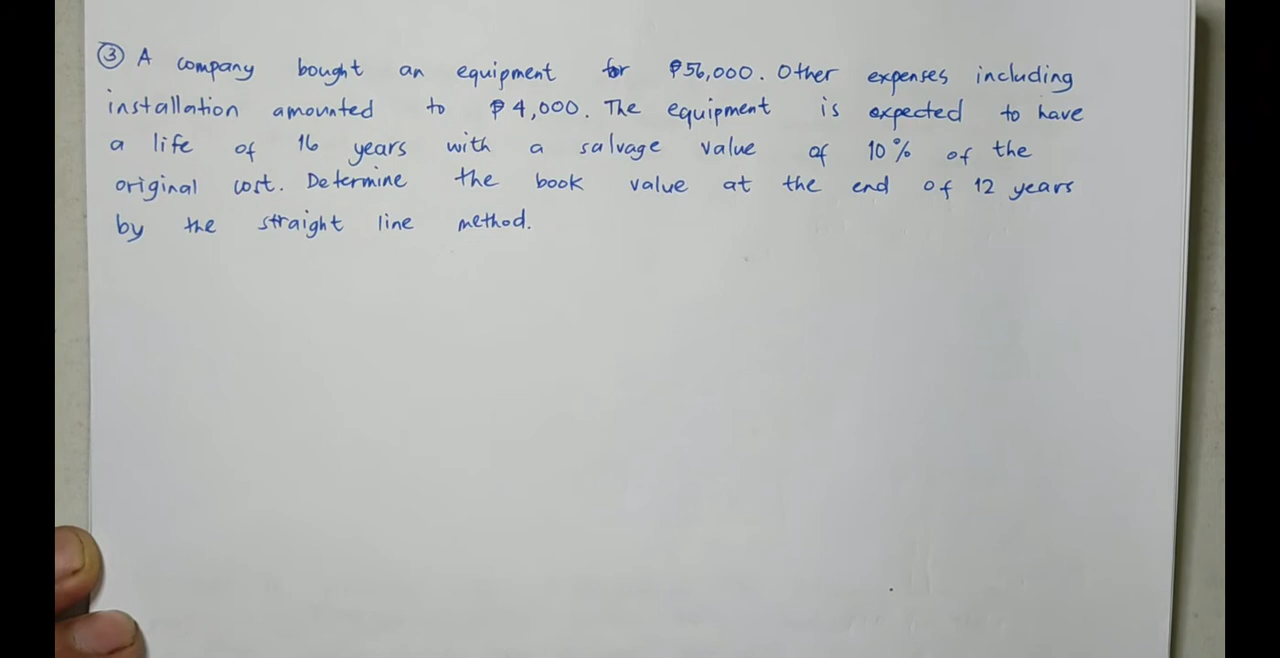 ③ A company bought an equipment for ₱56,000. Other expenses including
installation amounted to ₱4,000. The equipment is expected to have
a life of 16 years with a salvage value of 10% of the
original cost. Determine the book value at the end of 12 years
by the straight line method.